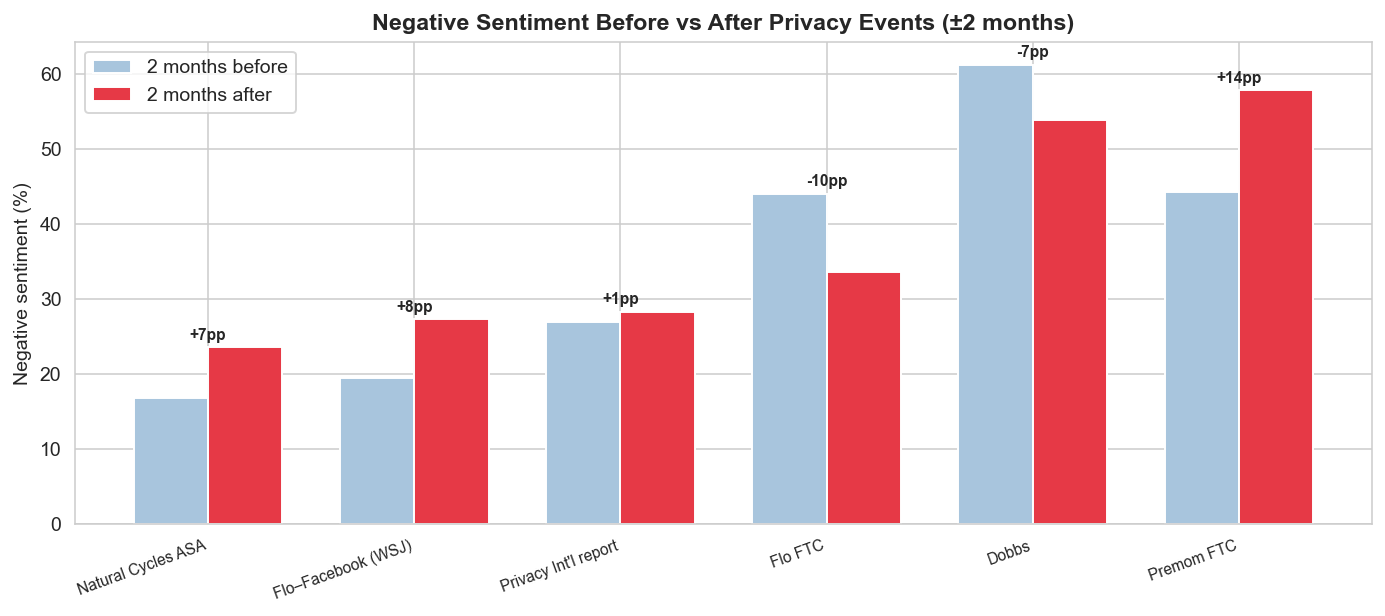 Negative Sentiment Before vs After Privacy Events (±2 months)
2 months before
2 months after
Negative sentiment (%)
60
50
40
30
20
10
0
+7pp
+8pp
+1pp
-10pp
-7pp
+14pp
Natural Cycles ASA
Flo–Facebook (WSJ)
Privacy Int'l report
Flo FTC
Dobbs
Premom FTC